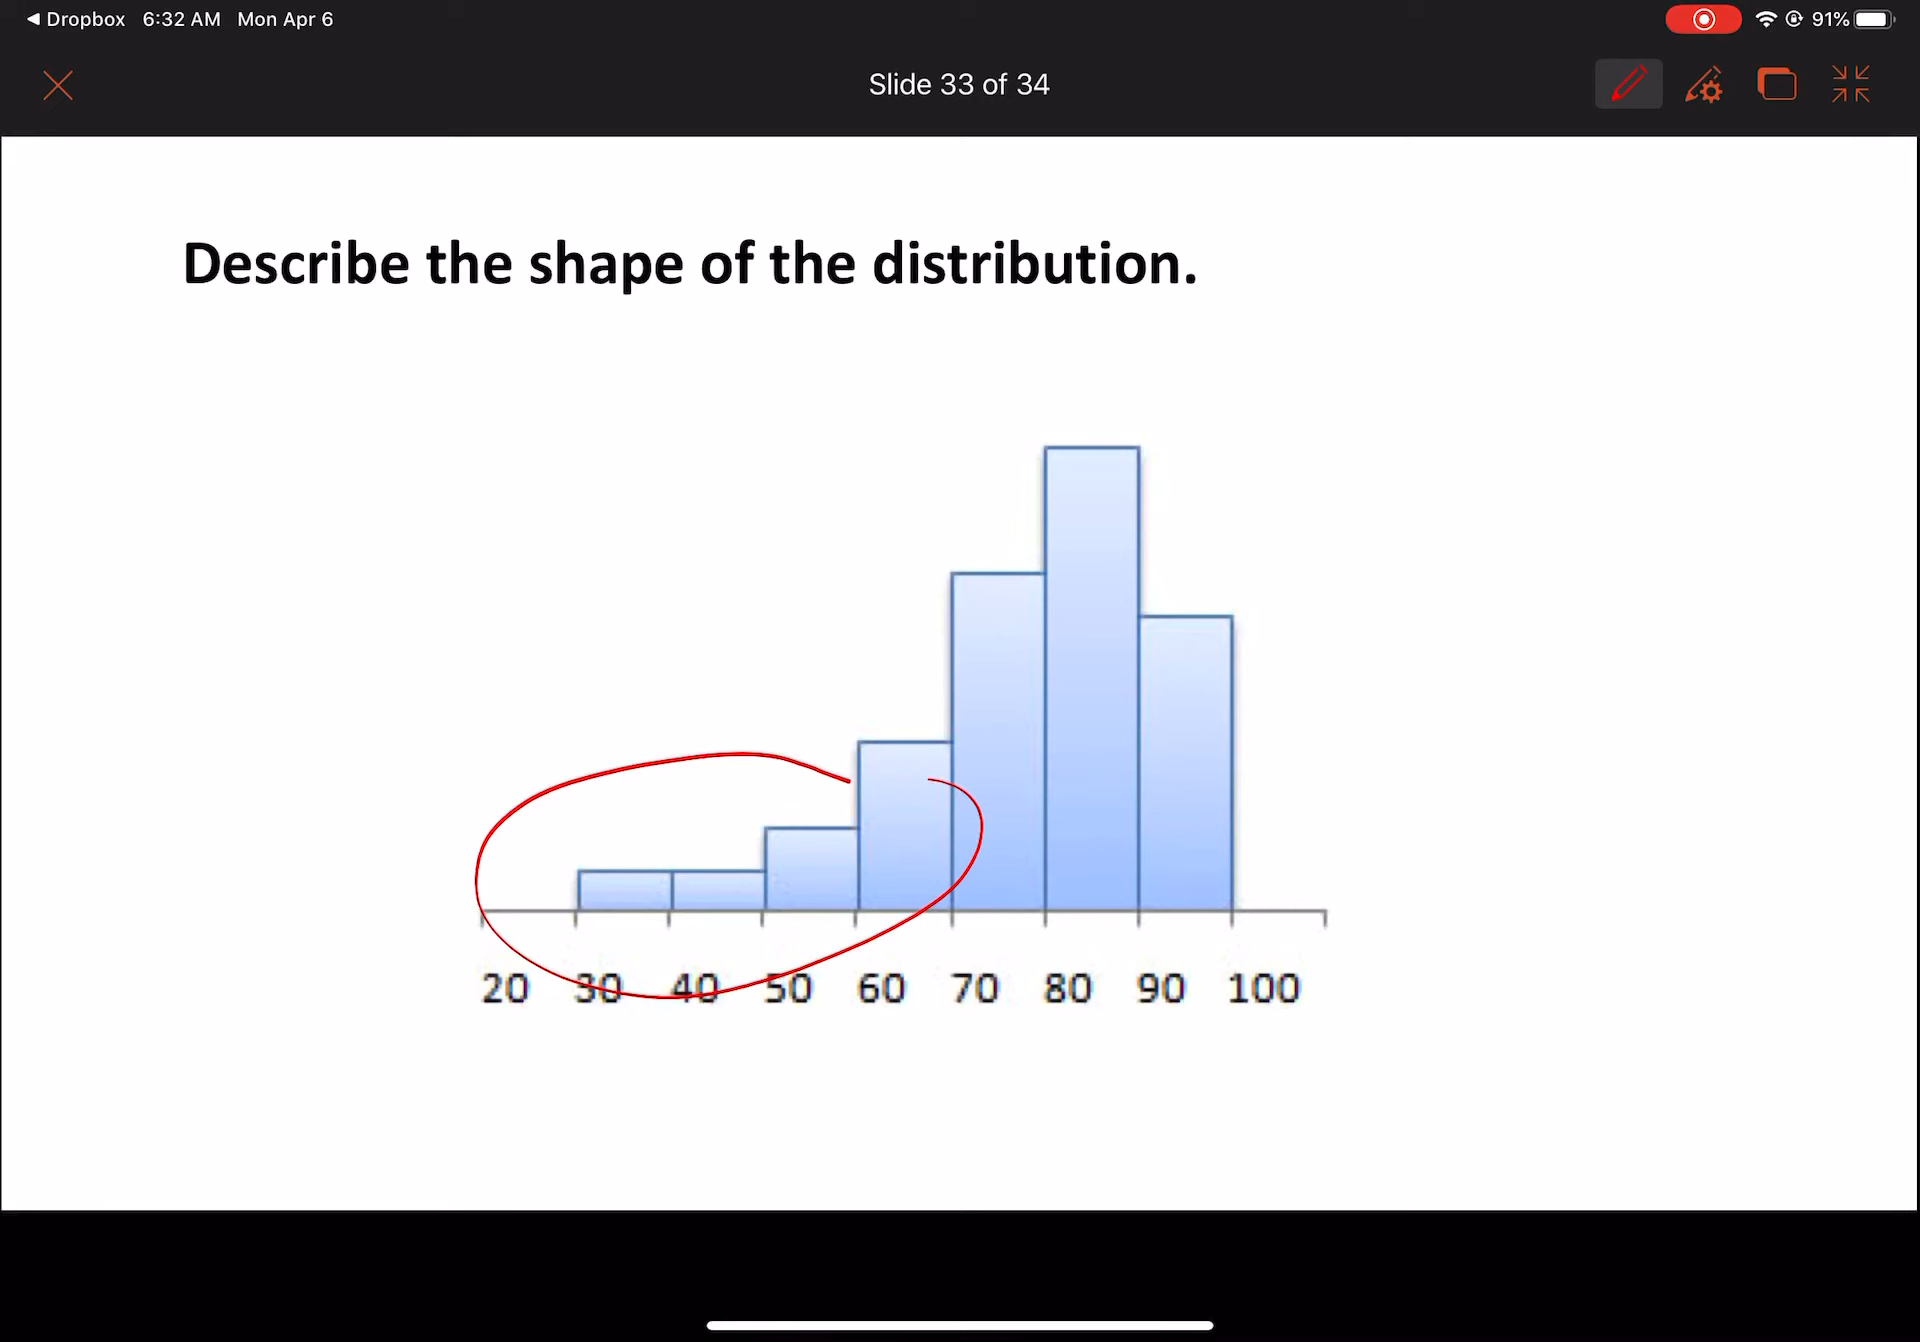 Dropbox 6:32 AM Mon Apr 6 91%
Slide 33 of 34
Describe the shape of the distribution.
20 30 40 50 60 70 80 90 100